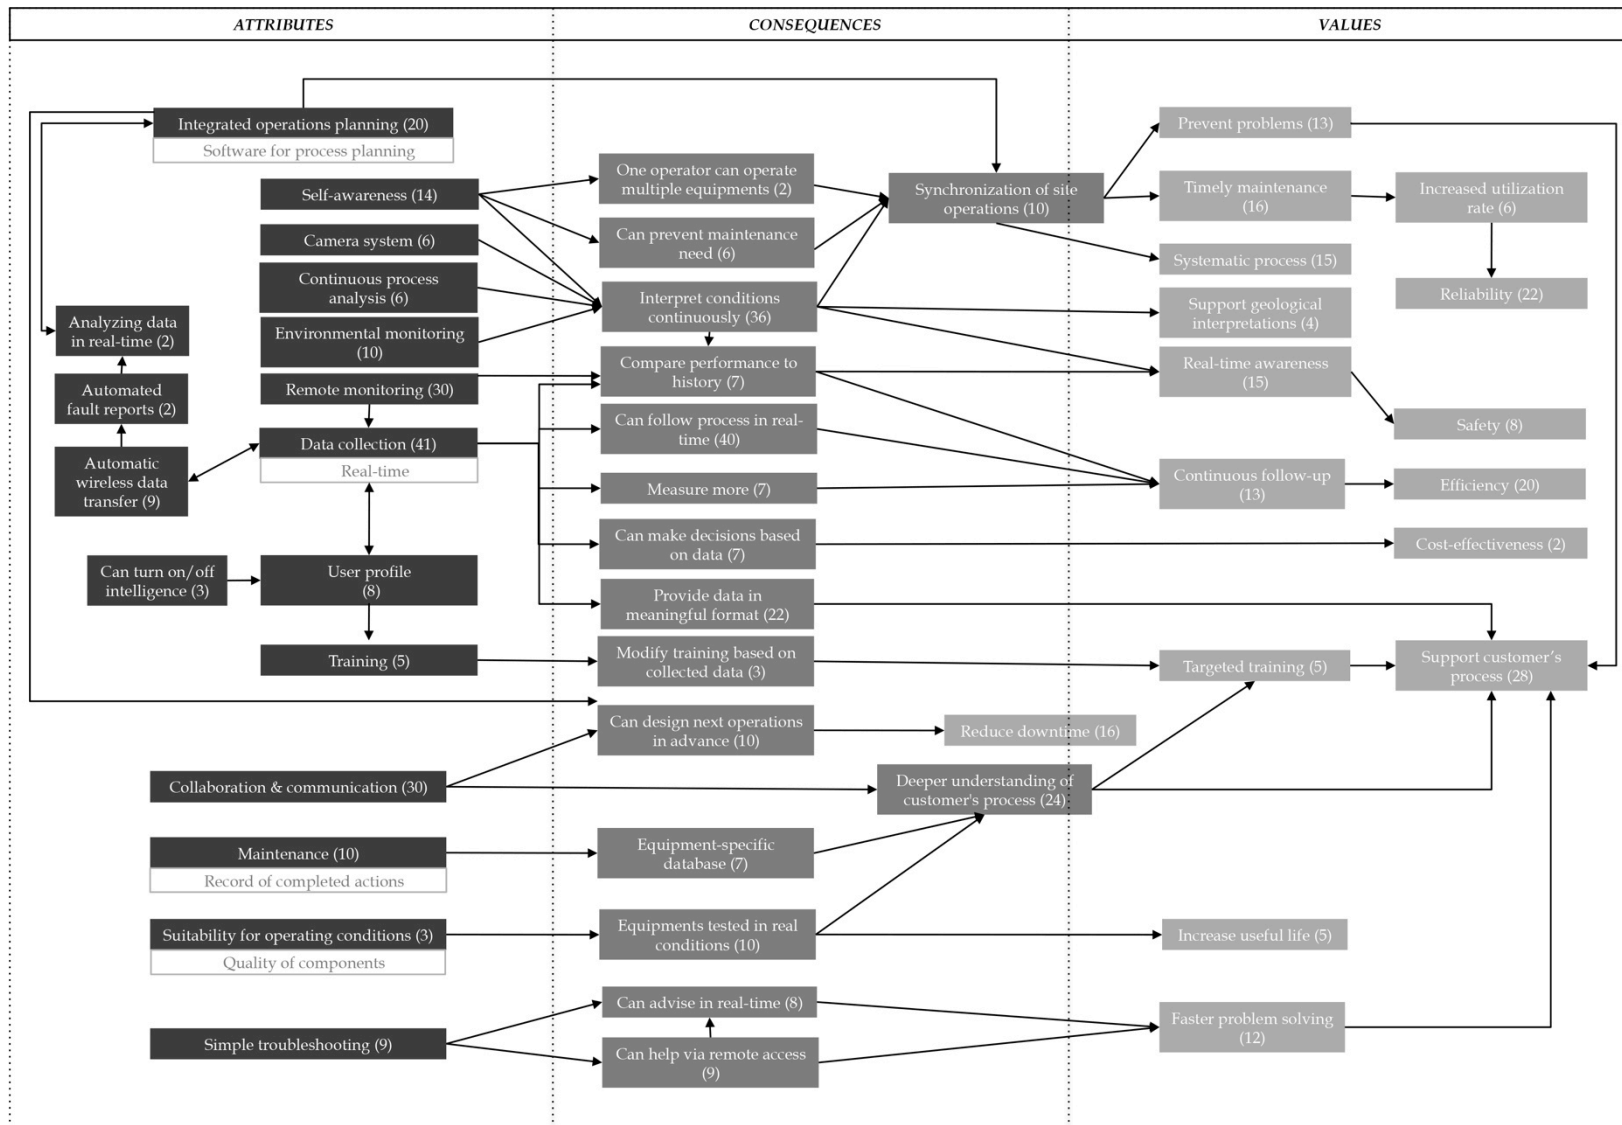 ATTRIBUTES
CONSEQUENCES
VALUES
Integrated operations planning (20)
Software for process planning
Self-awareness (14)
Camera system (6)
Continuous process
analysis (6)
Environmental monitoring
(10)
Remote monitoring (30)
Data collection (41)
Real-time
Analyzing data
in real-time (2)
Automated
fault reports (2)
Automatic
wireless data
transfer (9)
Can turn on/off
intelligence (3)
User profile
(8)
Training (5)
Collaboration & communication (30)
Maintenance (10)
Record of completed actions
Suitability for operating conditions (3)
Quality of components
Simple troubleshooting (9)
One operator can operate
multiple equipments (2)
Can prevent maintenance
need (6)
Interpret conditions
continuously (36)
Compare performance to
history (7)
Can follow process in real-
time (40)
Measure more (7)
Can make decisions based
on data (7)
Provide data in
meaningful format (22)
Modify training based on
collected data (3)
Can design next operations
in advance (10)
Equipment-specific
database (7)
Equipments tested in real
conditions (10)
Can advise in real-time (8)
Can help via remote access
(9)
Synchronization of site
operations (10)
Reduce downtime (16)
Deeper understanding of
customer's process (24)
Prevent problems (13)
Timely maintenance
(16)
Systematic process (15)
Support geological
interpretations (4)
Real-time awareness
(15)
Continuous follow-up
(13)
Targeted training (5)
Increase useful life (5)
Faster problem solving
(12)
Increased utilization
rate (6)
Reliability (22)
Safety (8)
Efficiency (20)
Cost-effectiveness (2)
Support customer's
process (28)